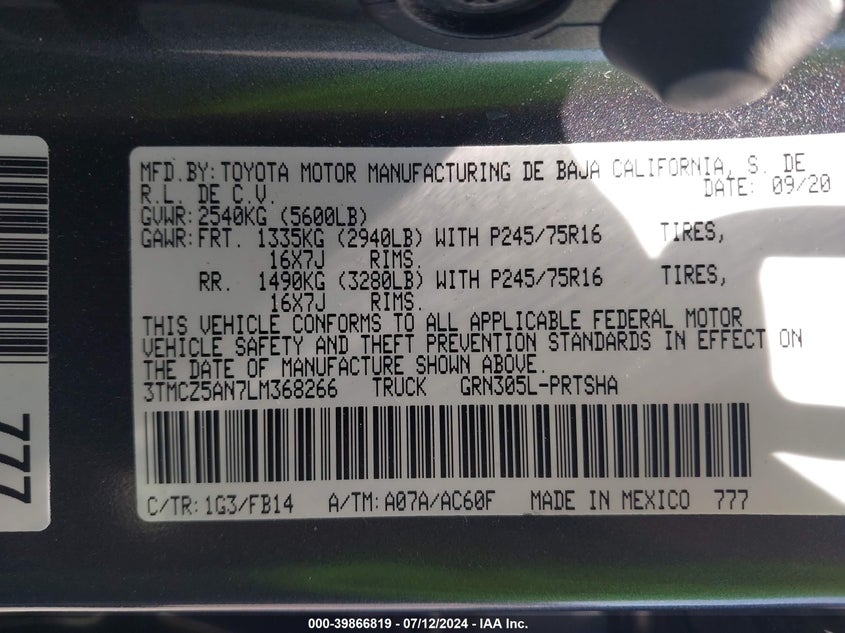 MFD.BY: TOYOTA MOTOR MANUFACTURING DE BAJA CALIFORNIA, S. DE
R.L. DE C.V. DATE: 09/20
GVWR: 2540KG (5600LB)
GAWR: FRT. 1335KG (2940LB) WITH P245/75R16 TIRES,
16X7J RIMS.
RR. 1490KG (3280LB) WITH P245/75R16 TIRES,
16X7J RIMS.
THIS VEHICLE CONFORMS TO ALL APPLICABLE FEDERAL MOTOR
VEHICLE SAFETY AND THEFT PREVENTION STANDARDS IN EFFECT ON
THE DATE OF MANUFACTURE SHOWN ABOVE.
3TMCZ5AN7LM368266 TRUCK GRN305L-PRTSHA
C/TR: 1G3/FB14 A/TM: A07A/AC60F MADE IN MEXICO 777
777
000-39866819 - 07/12/2024 - IAA Inc.